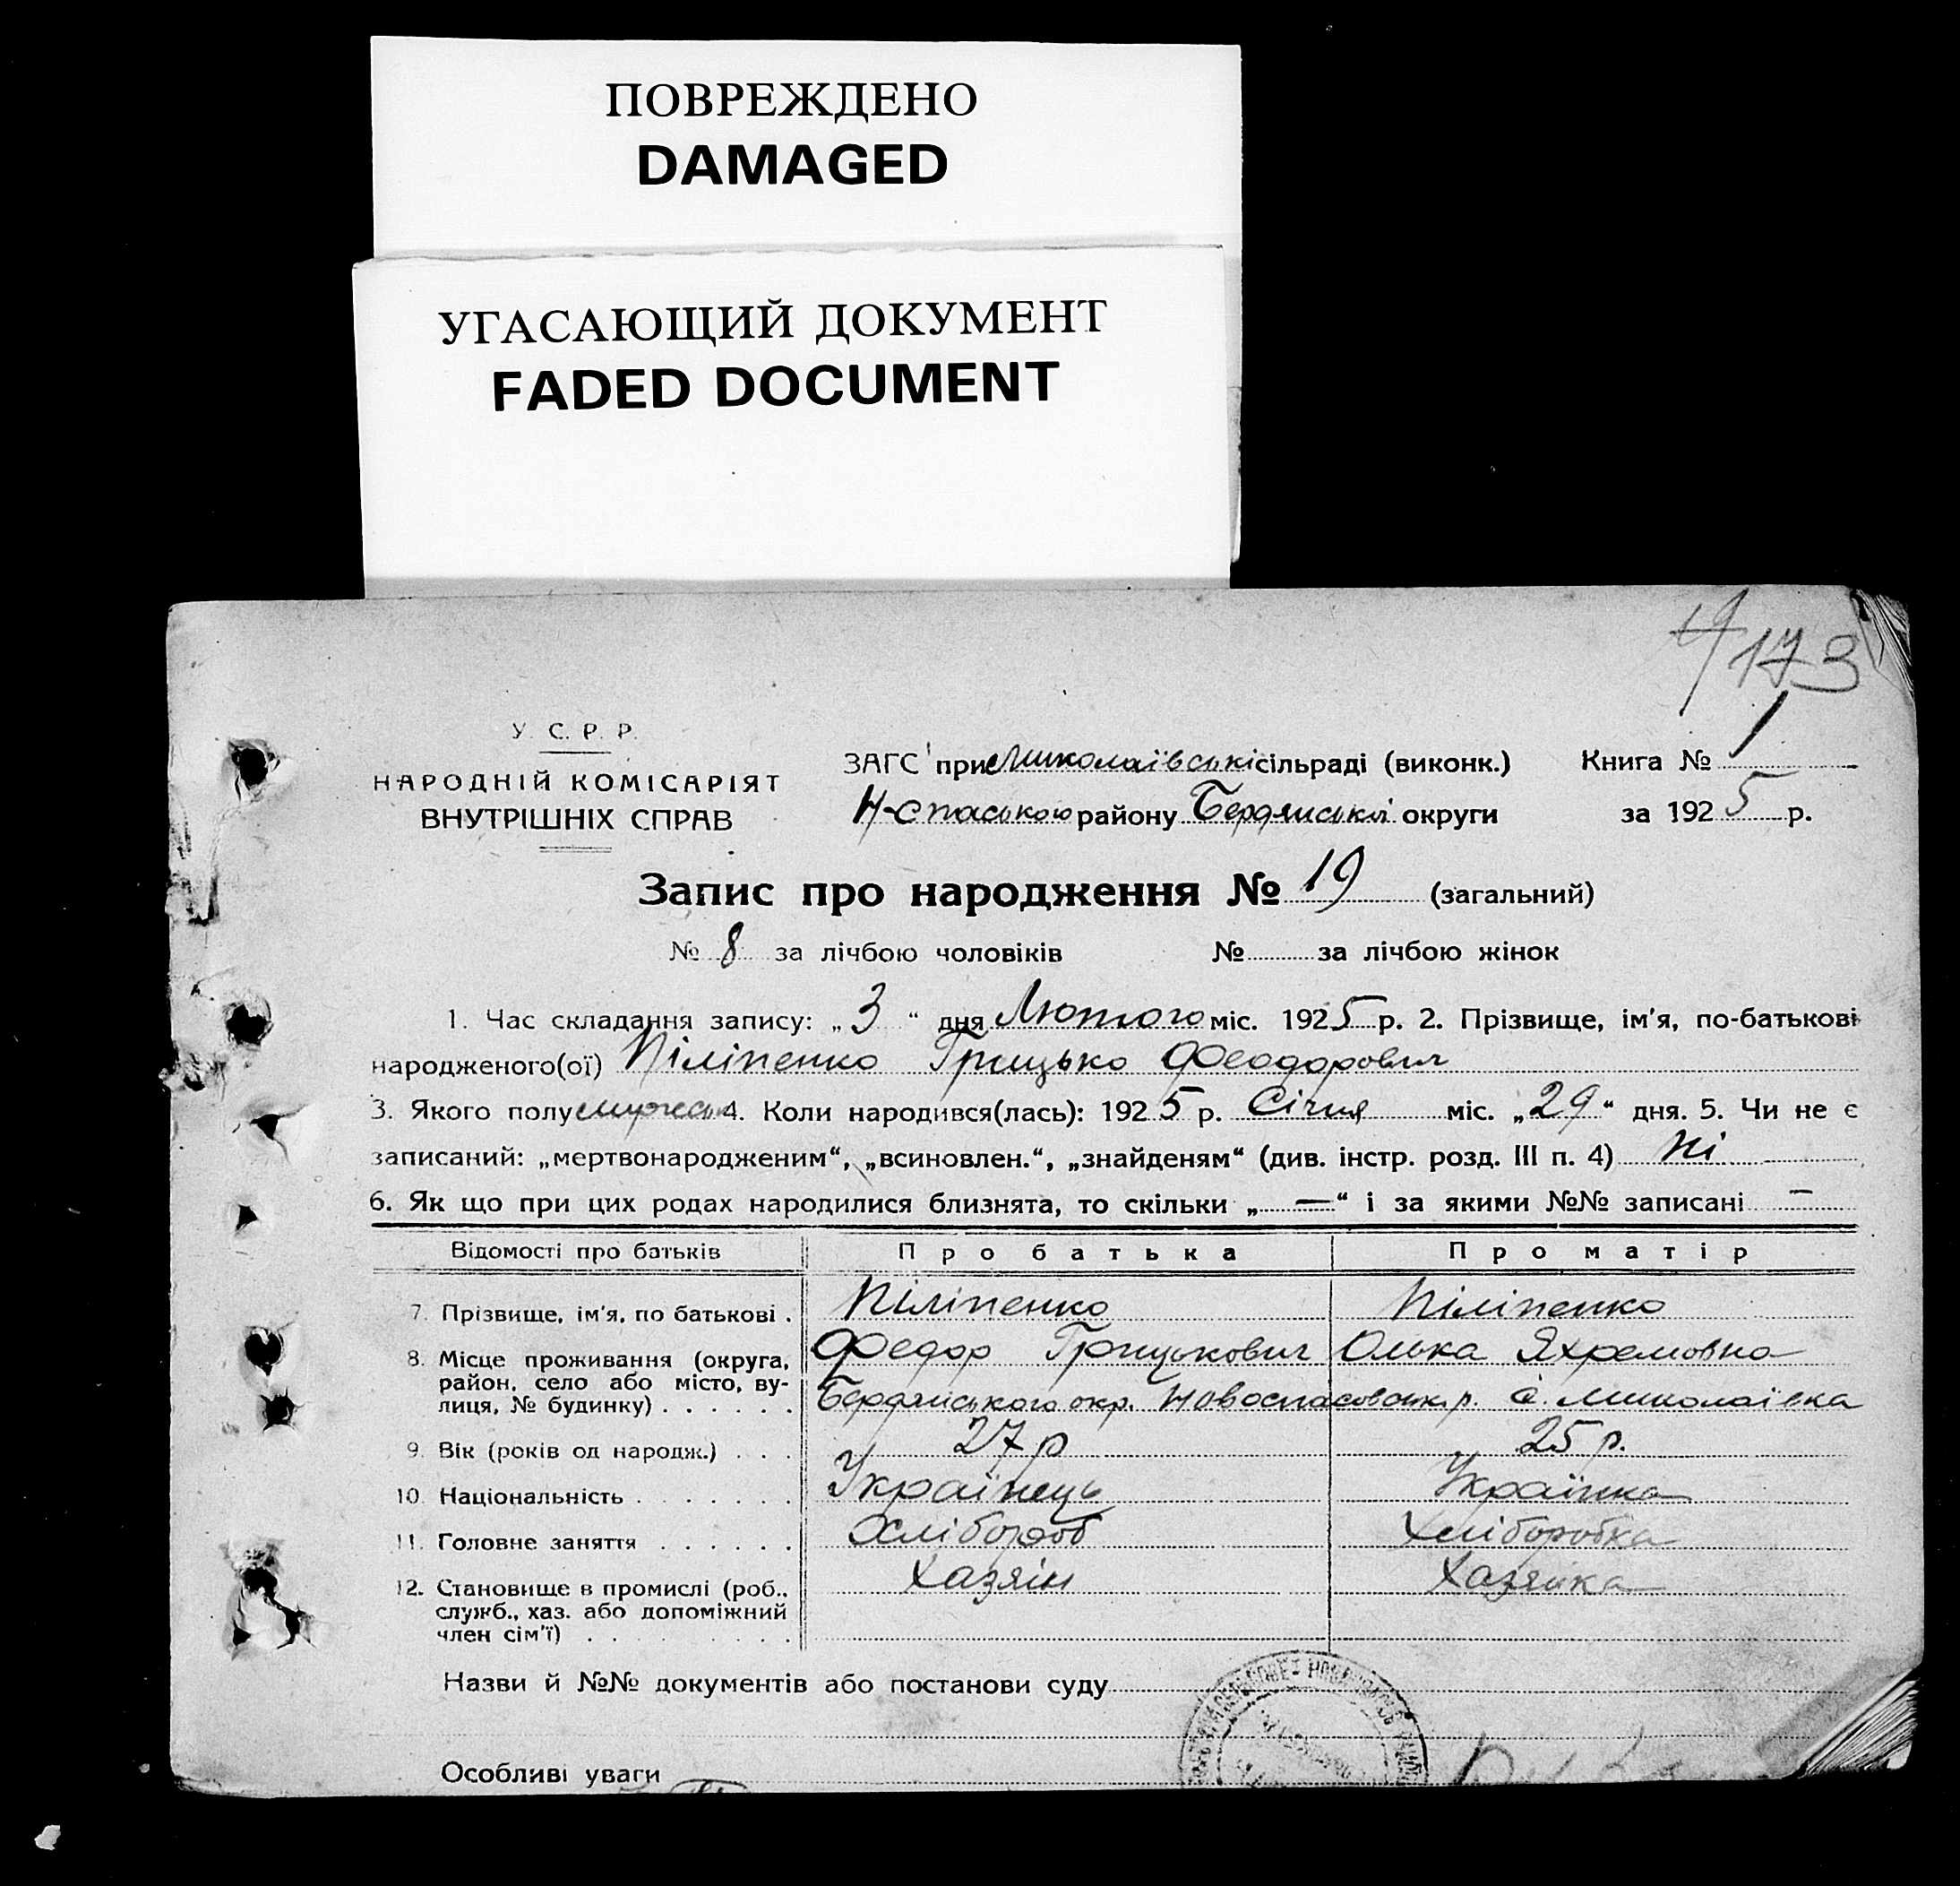 ПОВРЕЖДЕНО
DAMAGED
УГАСАЮЩИЙ ДОКУМЕНТ
FADED DOCUMENT
19 173
У. С. Р. Р.
НАРОДНІЙ КОМІСАРІЯТ
ВНУТРІШНІХ СПРАВ
ЗАГС при Миколаївські сільраді (виконк.) Книга № 1
Н-спаською району Бердянської округи за 1925 р.
Запис про народження № 19 (загальний)
№ 8 за лічбою чоловіків № за лічбою жінок
1. Час складання запису: „3“ дня Лютого міс. 1925 р. 2. Прізвище, ім'я, по-батькові
народженого(ої) Піліпенко Грицько Феодорович
3. Якого полу 4. Коли народився(лась): 1925 р. Січня міс. „29“ дня. 5. Чи не є
записаний: „мертвонародженим“, „всиновлен.“, „знайденям“ (див. інстр. розд. III п. 4) Ні
6. Як що при цих родах народилися близнята, то скільки „—“ і за якими №№ записані —
Відомості про батьків Про батька Про матір
7. Прізвище, ім'я, по батькові . Піліпенко Піліпенко
Федор Грицькович Олька Яхремовна
8. Місце проживання (округа, район, село або місто, вулиця, № будинку) . . . . . . Бердянського окр. Новоспасовськ р. с. Миколаївка
9. Вік (років од народж.) . . . 27 р 25 р.
10. Національність . . . . . . . Українець Українка
11. Головне заняття . . . . . . Хлібороб Хліборобка
12. Становище в промислі (роб., служб., хаз. або допоміжний член сім'ї) . . . . . . . . Хазяїн Хазяйка
Назви й №№ документів або постанови суду
Особливі уваги